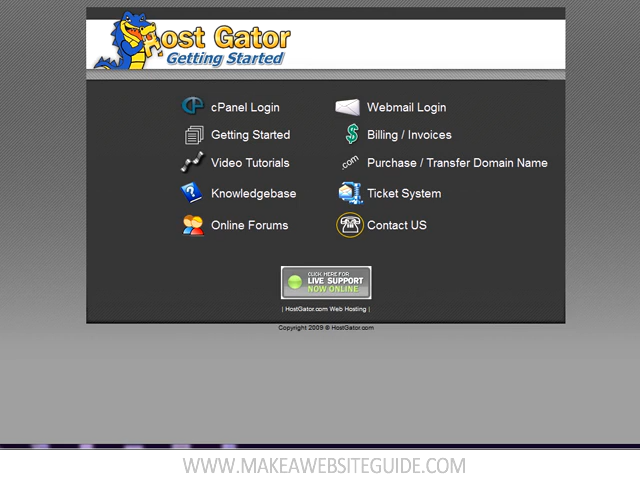 Host Gator
Getting Started
cPanel Login
Webmail Login
Getting Started
Billing / Invoices
Video Tutorials
.com
Purchase / Transfer Domain Name
Knowledgebase
Ticket System
Online Forums
Contact US
CLICK HERE FOR
LIVE SUPPORT
NOW ONLINE
| HostGator.com Web Hosting |
Copyright 2009 © HostGator.com
WWW.MAKEAWEBSITEGUIDE.COM